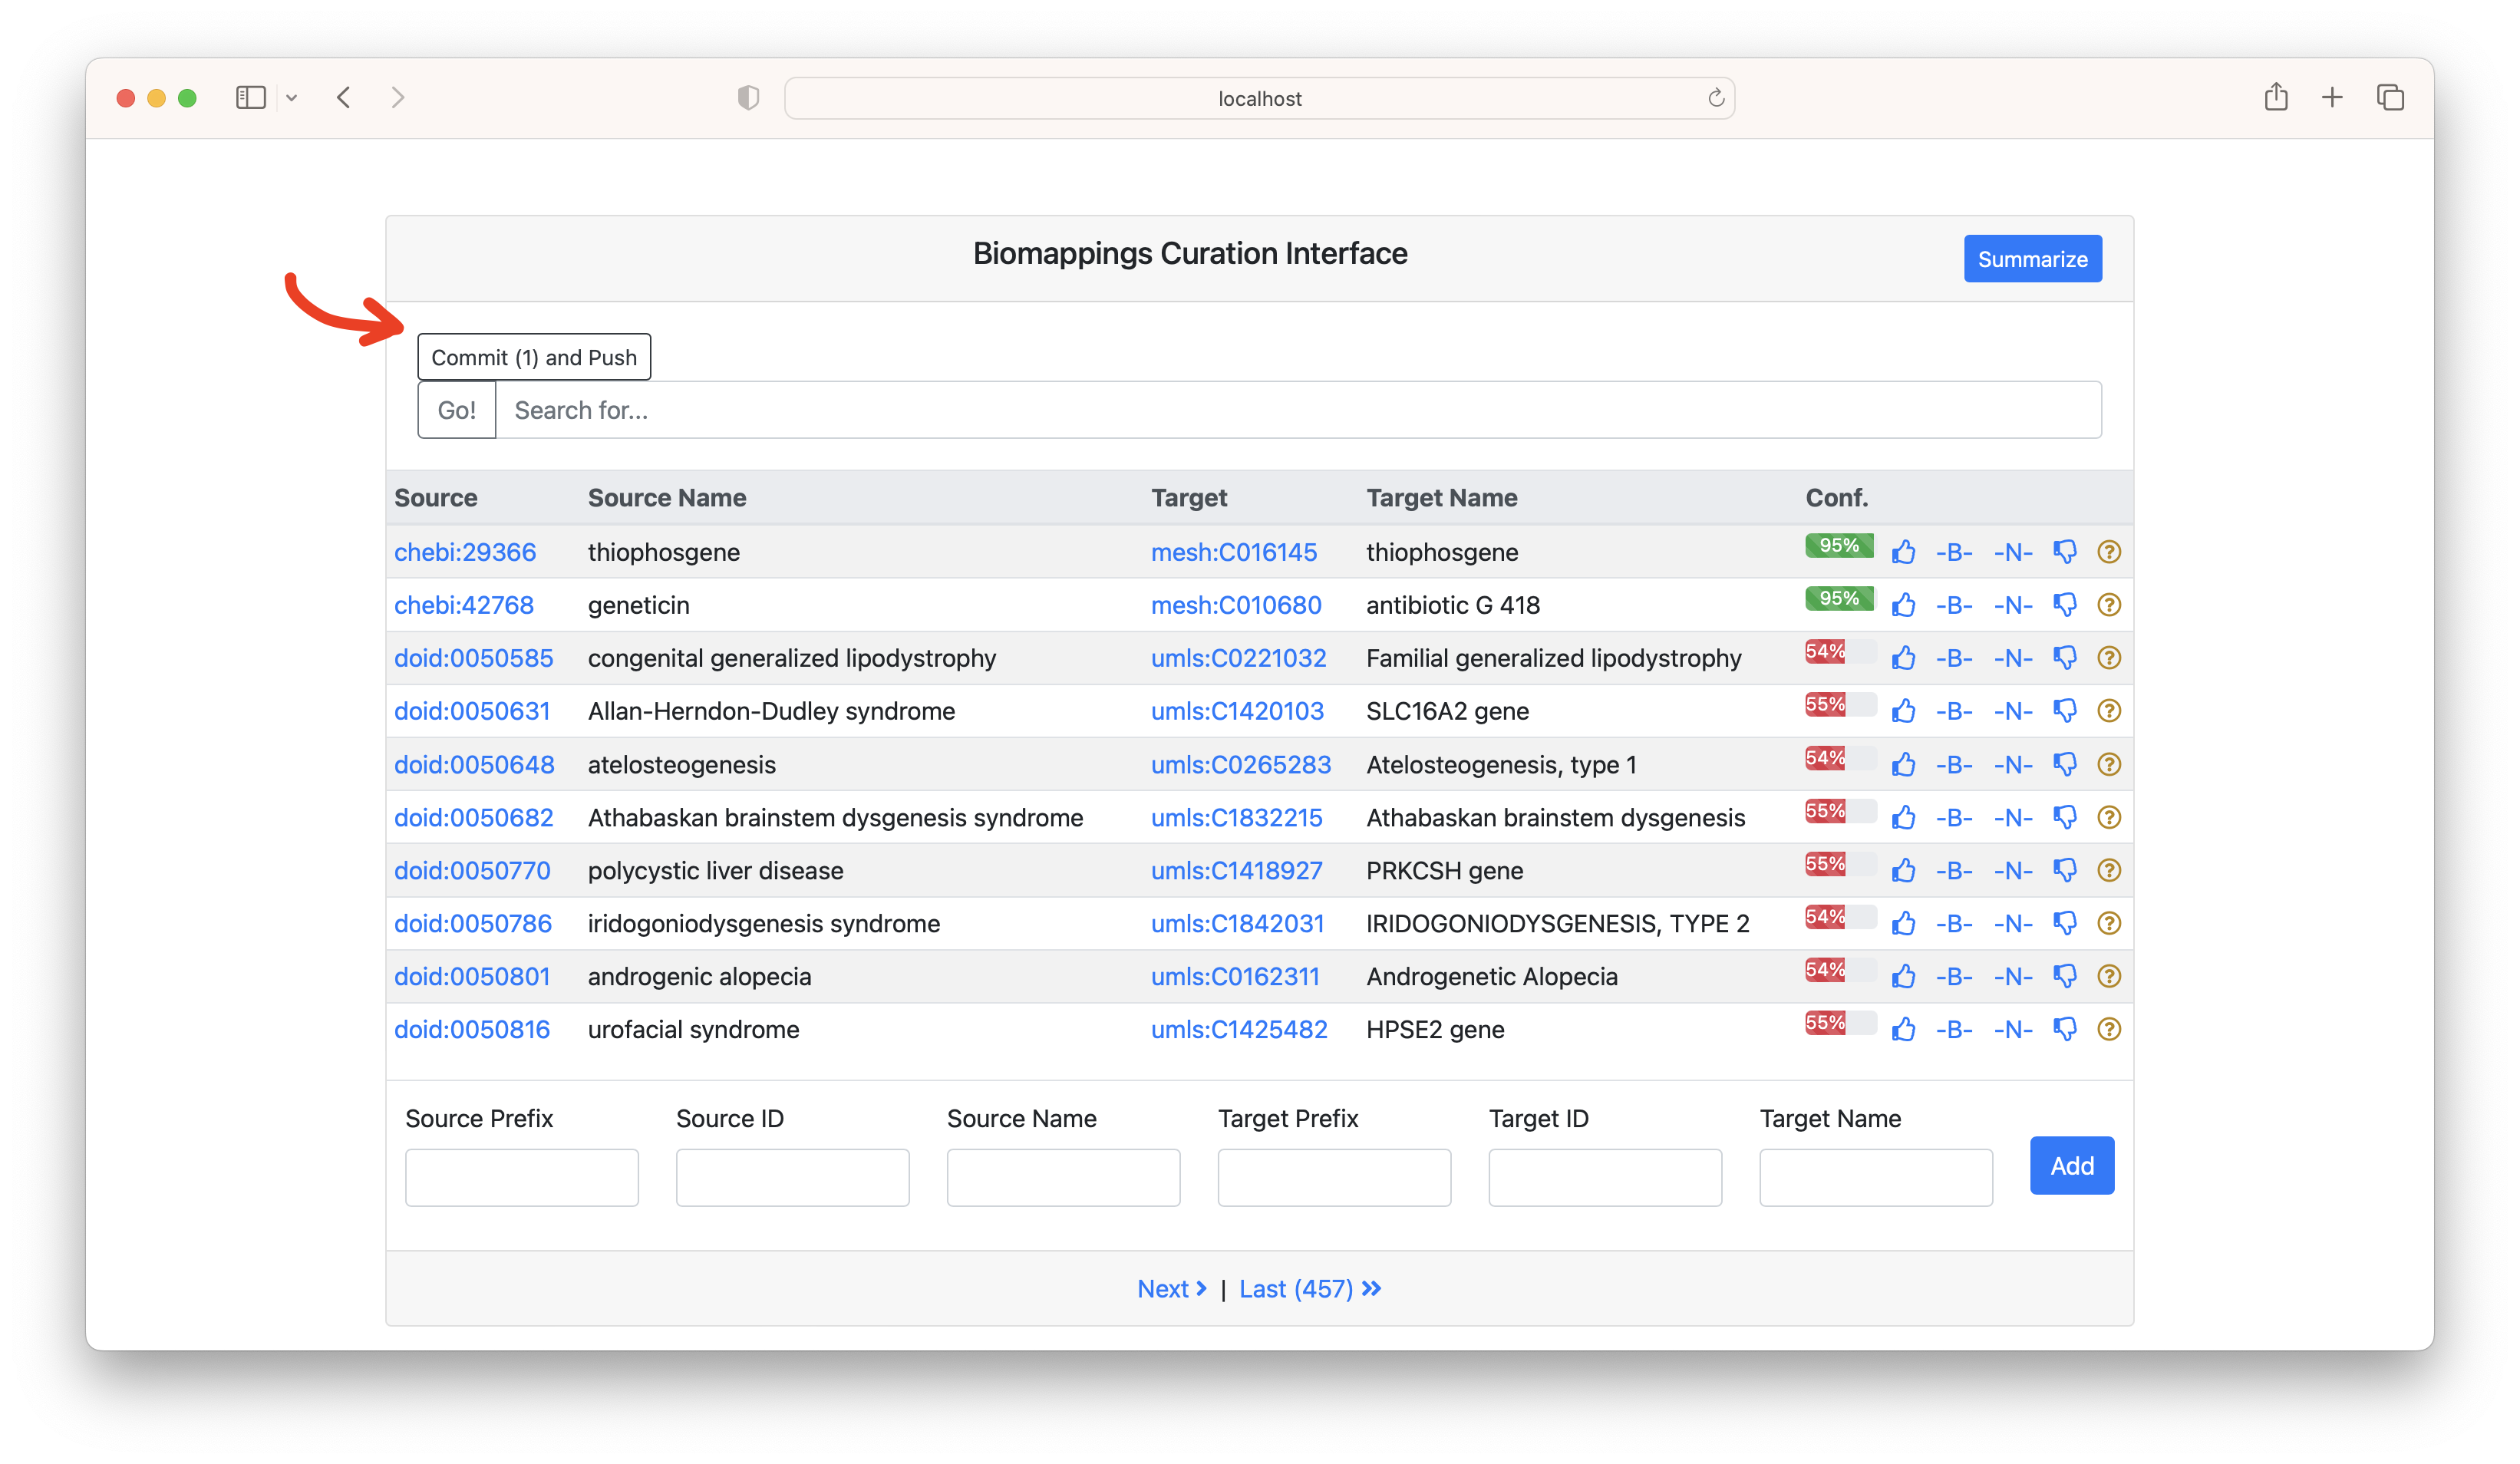 localhost
Biomappings Curation Interface
Summarize
Commit (1) and Push
Go! Search for...
Source Source Name Target Target Name Conf.
chebi:29366 thiophosgene mesh:C016145 thiophosgene 95% -B- -N-
chebi:42768 geneticin mesh:C010680 antibiotic G 418 95% -B- -N-
doid:0050585 congenital generalized lipodystrophy umls:C0221032 Familial generalized lipodystrophy 54% -B- -N-
doid:0050631 Allan-Herndon-Dudley syndrome umls:C1420103 SLC16A2 gene 55% -B- -N-
doid:0050648 atelosteogenesis umls:C0265283 Atelosteogenesis, type 1 54% -B- -N-
doid:0050682 Athabaskan brainstem dysgenesis syndrome umls:C1832215 Athabaskan brainstem dysgenesis 55% -B- -N-
doid:0050770 polycystic liver disease umls:C1418927 PRKCSH gene 55% -B- -N-
doid:0050786 iridogoniodysgenesis syndrome umls:C1842031 IRIDOGONIODYSGENESIS, TYPE 2 54% -B- -N-
doid:0050801 androgenic alopecia umls:C0162311 Androgenetic Alopecia 54% -B- -N-
doid:0050816 urofacial syndrome umls:C1425482 HPSE2 gene 55% -B- -N-
Source Prefix Source ID Source Name Target Prefix Target ID Target Name
Add
Next | Last (457)